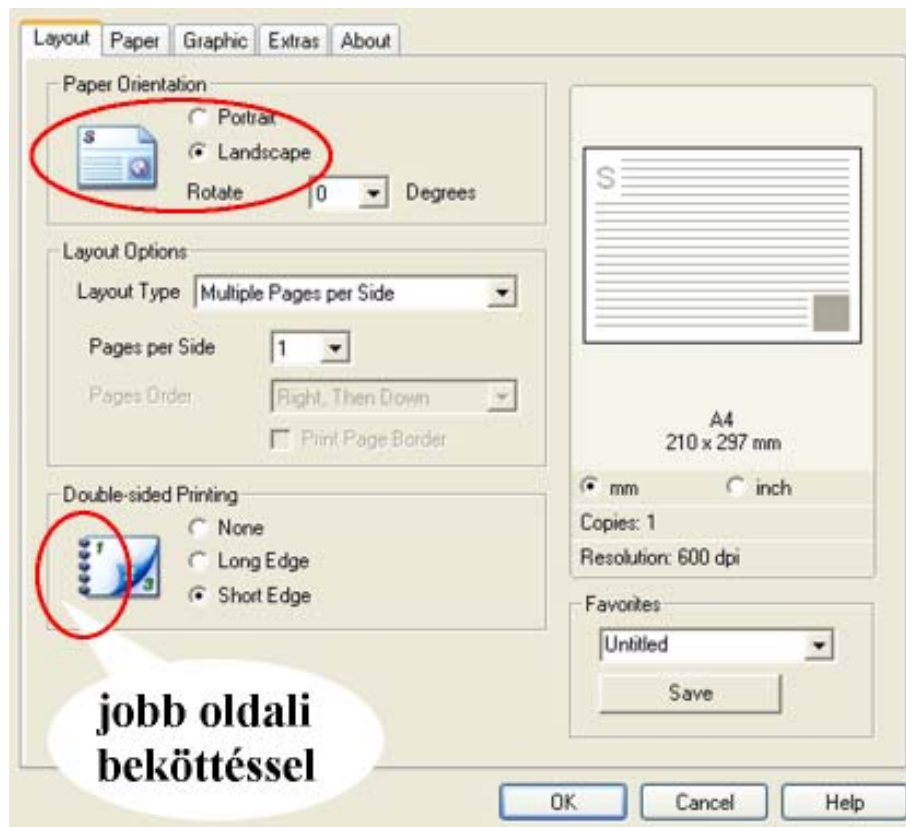 Layout Paper Graphic Extras About
Paper Orientation
Portrait
Landscape
Rotate 0 Degrees
Layout Options
Layout Type Multiple Pages per Side
Pages per Side 1
Pages Order Right, Then Down
Print Page Border
Double-sided Printing
None
Long Edge
Short Edge
jobb oldali
beköttéssel
S
S
A4
210 x 297 mm
mm inch
Copies: 1
Resolution: 600 dpi
Favorites
Untitled
Save
1
3
OK Cancel Help